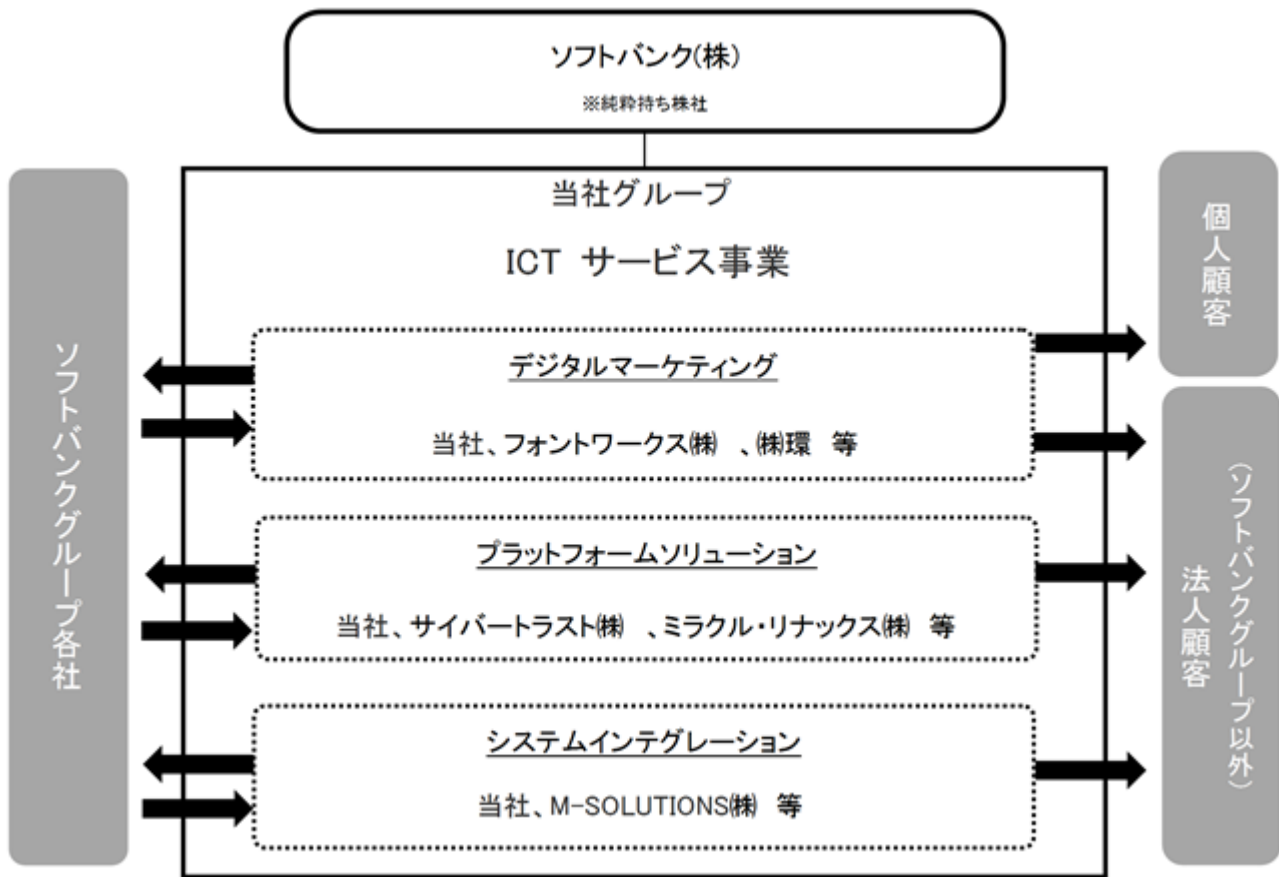 ソフトバンク(株)
※純粋持ち株社
当社グループ
ICT サービス事業
ソフトバンクグループ各社
デジタルマーケティング
当社、フォントワークス㈱ 、㈱環 等
プラットフォームソリューション
当社、サイバートラスト㈱ 、ミラクル・リナックス㈱ 等
システムインテグレーション
当社、M-SOLUTIONS㈱ 等
個人顧客
(ソフトバンクグループ以外)
法人顧客